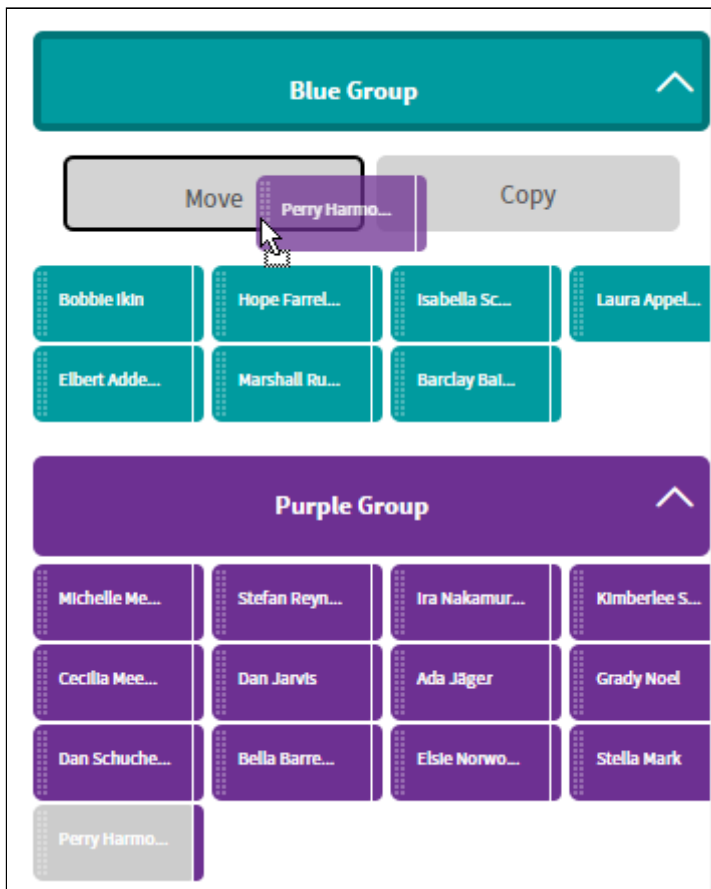 Blue Group
Move
Perry Harmo...
Copy
Bobbie Ikin
Hope Farrel...
Isabella Sc...
Laura Appel...
Elbert Adde...
Marshall Ru...
Barclay Bai...
Purple Group
Michelle Me...
Stefan Reyn...
Ira Nakamur...
Kimberlee S...
Cecilia Mee...
Dan Jarvis
Ada Jäger
Grady Noel
Dan Schuche...
Bella Barre...
Elsie Norwo...
Stella Mark
Perry Harmo...